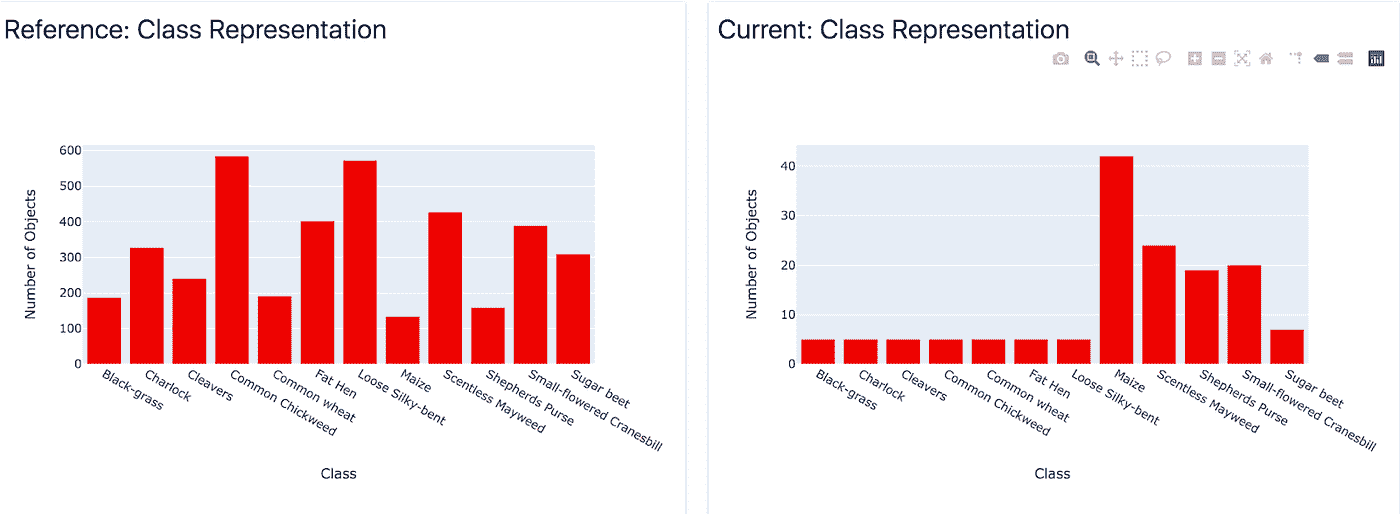 Reference: Class Representation
Number of Objects
600
500
400
300
200
100
0
Black-grass
Charlock
Cleavers
Common Chickweed
Common wheat
Fat Hen
Loose Silky-bent
Maize
Scentless Mayweed
Shepherds Purse
Small-flowered Cranesbill
Sugar beet
Class
Current: Class Representation
Number of Objects
40
30
20
10
0
Black-grass
Charlock
Cleavers
Common Chickweed
Common wheat
Fat Hen
Loose Silky-bent
Maize
Scentless Mayweed
Shepherds Purse
Small-flowered Cranesbill
Sugar beet
Class